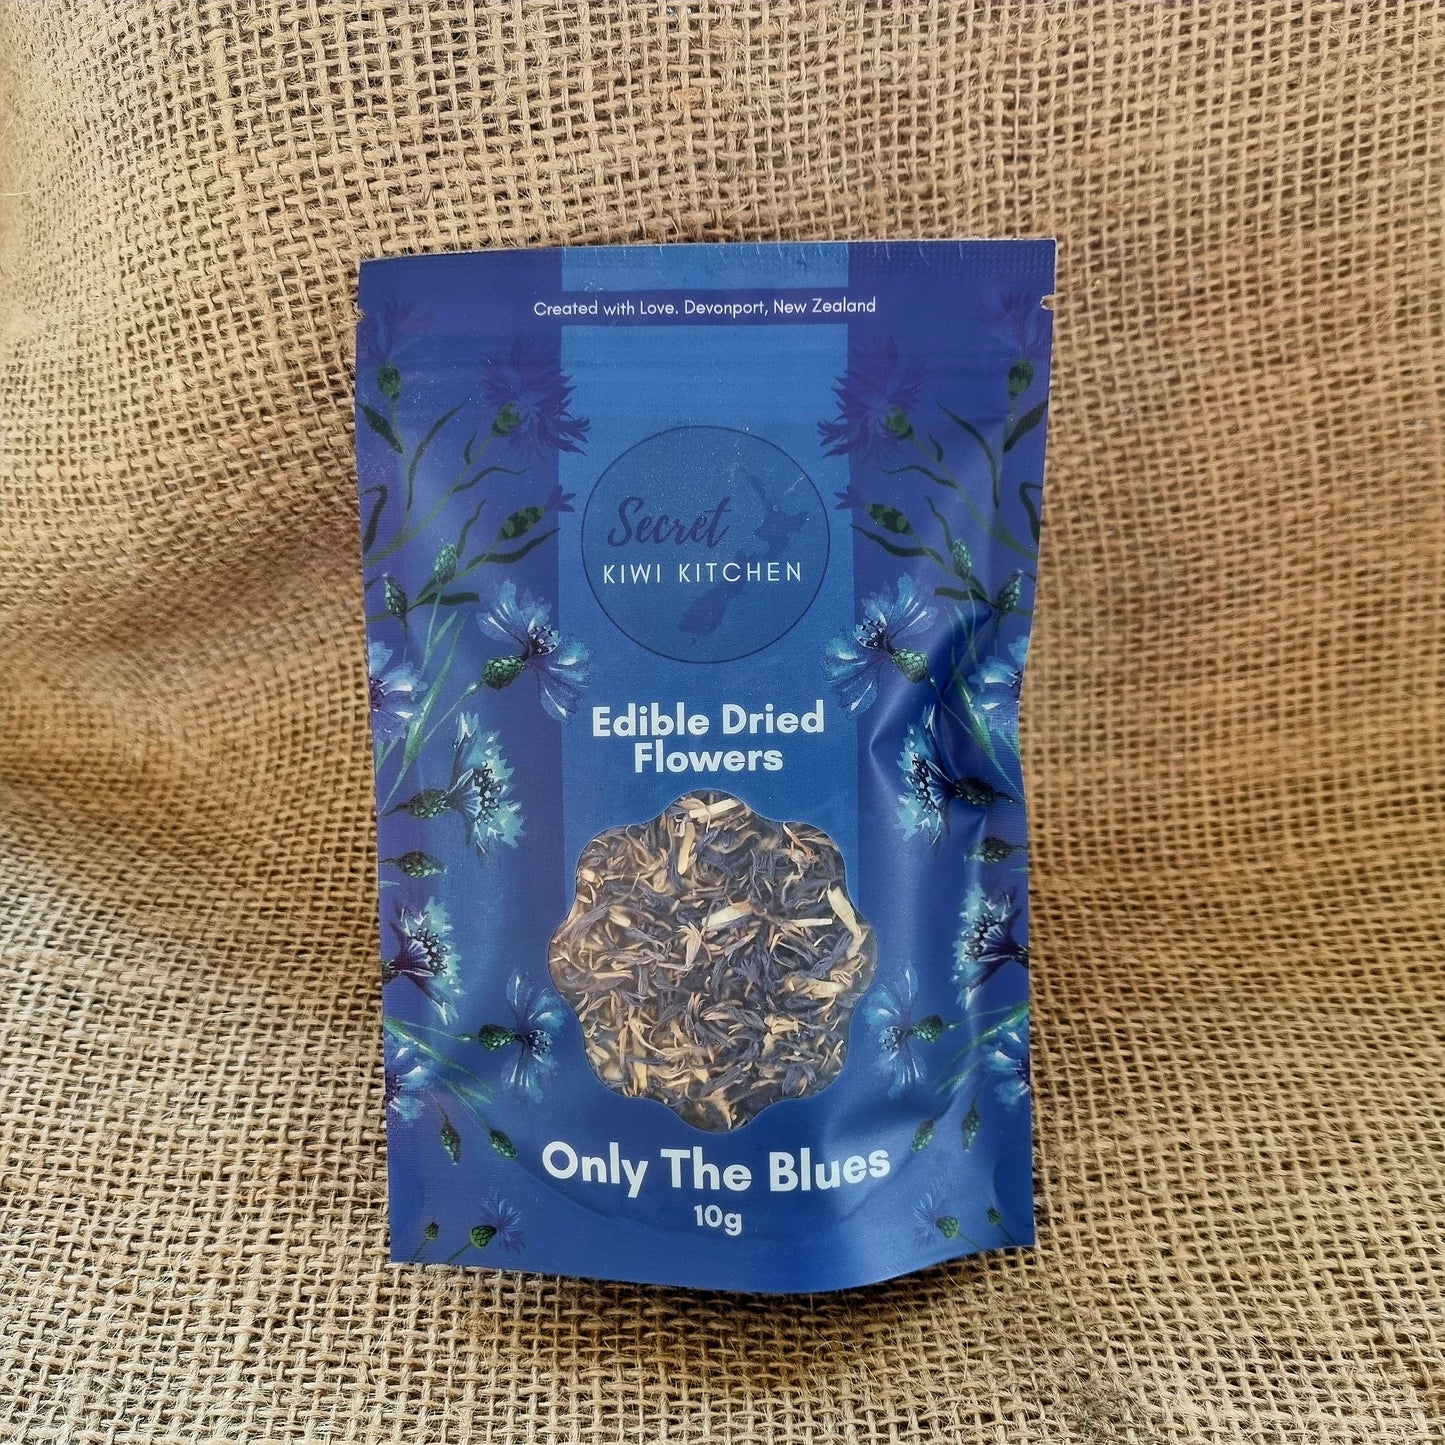 Created with Love. Devonport, New Zealand
Secret
KIWI KITCHEN
Edible Dried
Flowers
Only The Blues
10g